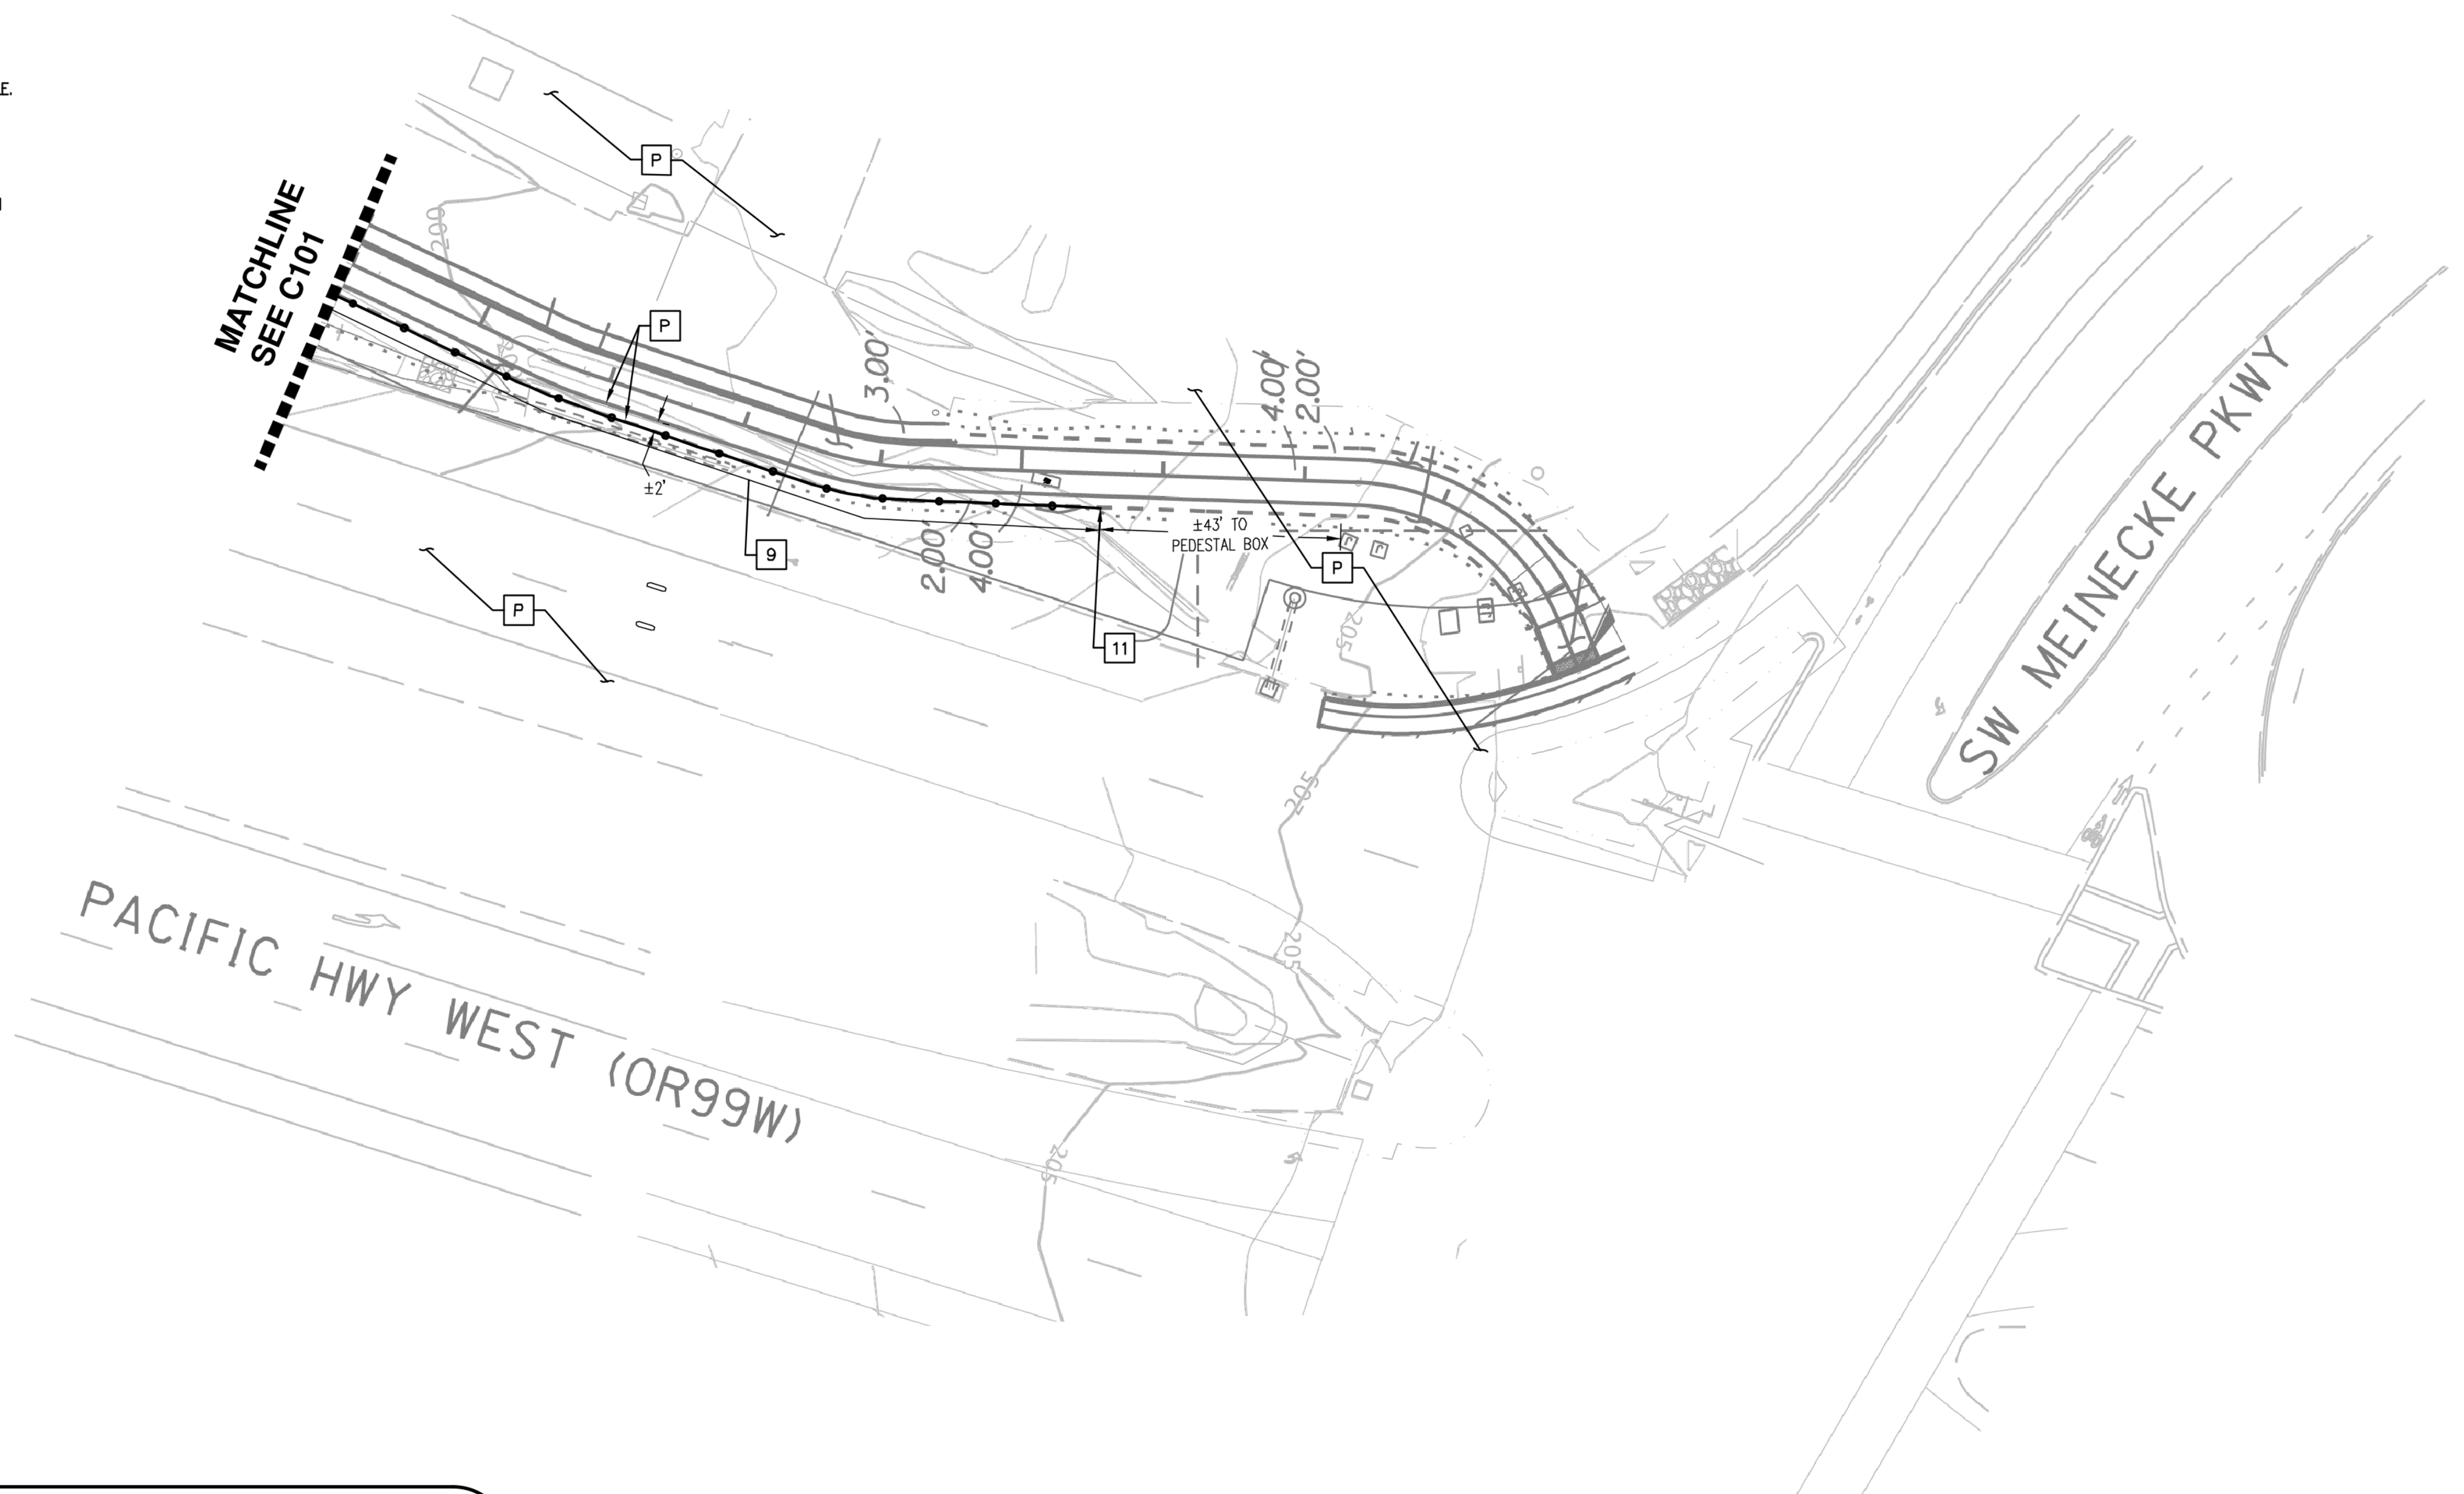 E.
P
MATCHLINE
SEE C101
200
P
3.00'
4.00'
2.00'
±2'
±43' TO
PEDESTAL BOX
9
2.00'
4.00'
P
P
11
205
205
205
205
SW MEINECKE PKWY
PACIFIC HWY WEST (OR99W)